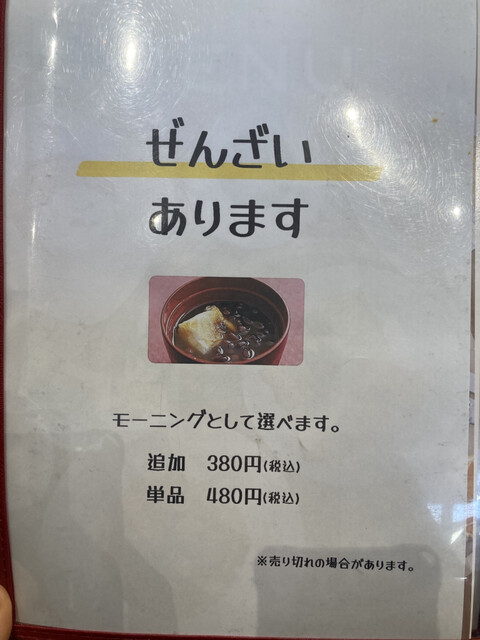 ぜんざい
あります
モーニングとして選べます。
追加 380円(税込)
単品 480円(税込)
※売り切れの場合があります。